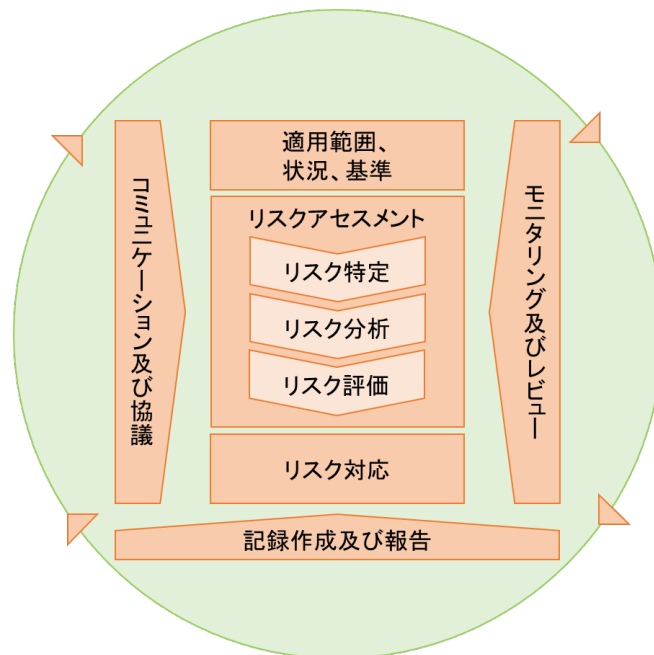 適用範囲、
状況、基準
コミュニケーション及び協議
リスクアセスメント
リスク特定
リスク分析
リスク評価
モニタリング及びレビュー
リスク対応
記録作成及び報告